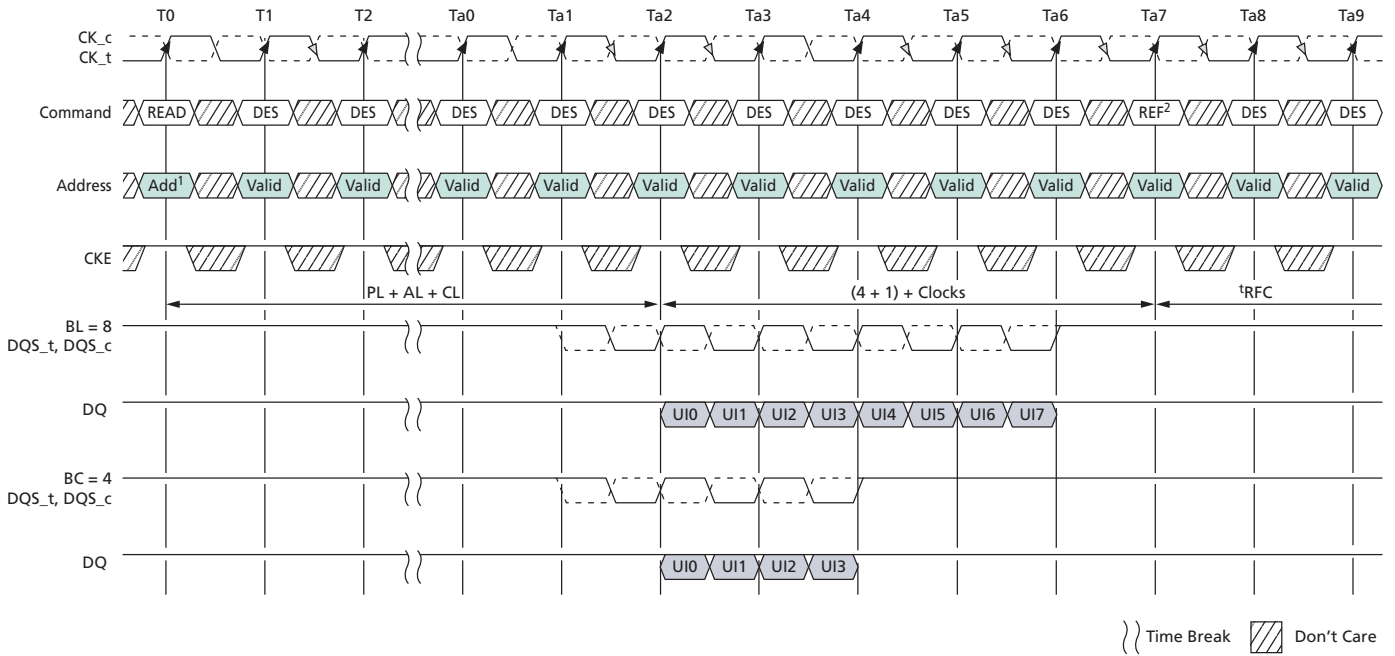 T0 T1 T2 Ta0 Ta1 Ta2 Ta3 Ta4 Ta5 Ta6 Ta7 Ta8 Ta9
CK_c
CK_t
Command READ DES DES DES DES DES DES DES DES DES REF² DES DES
Address Add¹ Valid Valid Valid Valid Valid Valid Valid Valid Valid Valid Valid Valid
CKE
PL + AL + CL (4 + 1) + Clocks ᵗRFC
BL = 8
DQS_t, DQS_c
DQ UI0 UI1 UI2 UI3 UI4 UI5 UI6 UI7
BC = 4
DQS_t, DQS_c
DQ UI0 UI1 UI2 UI3
Time Break Don't Care